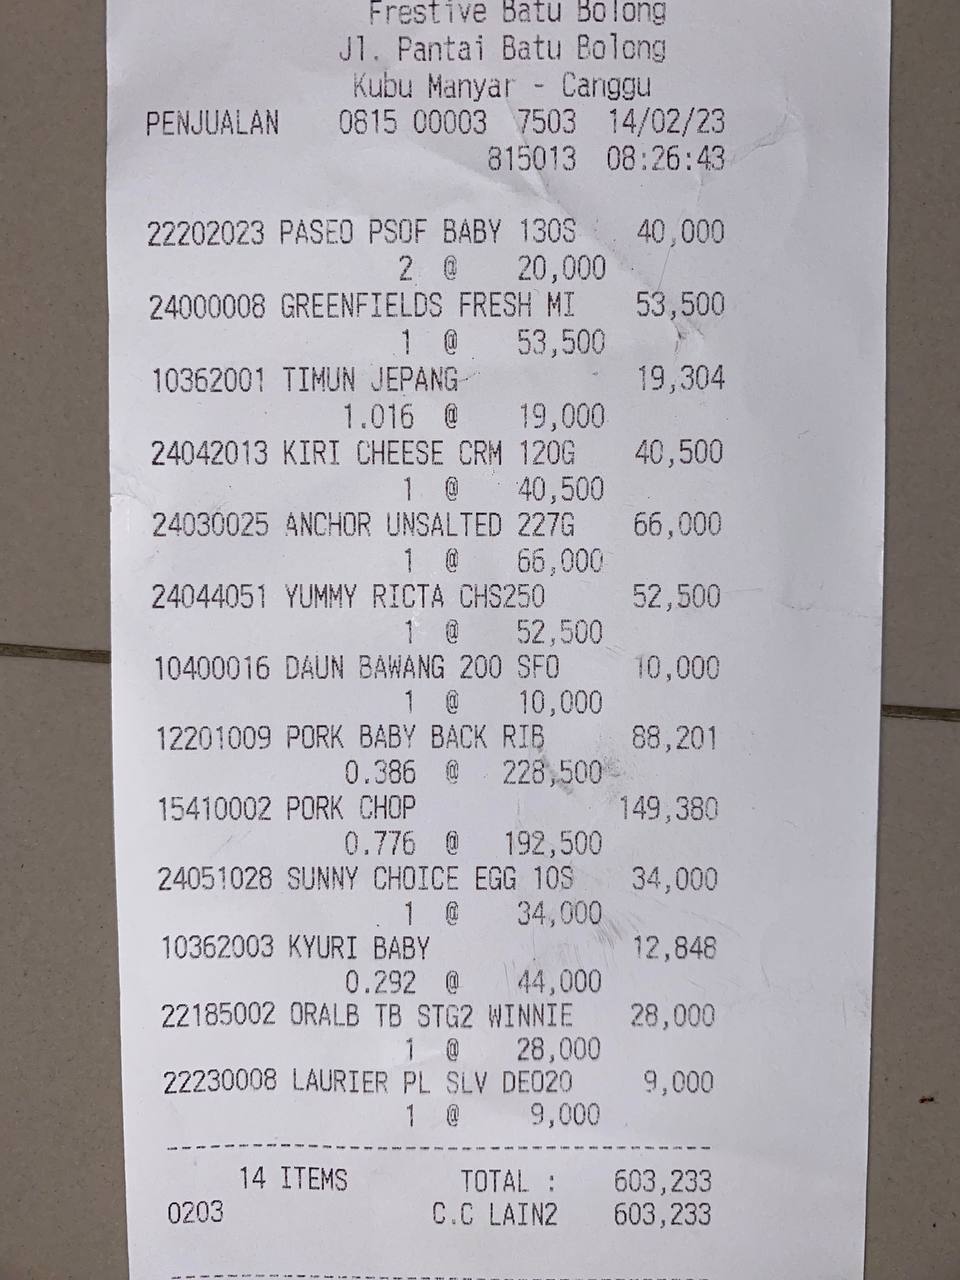 Frestive Batu Bolong
Jl. Pantai Batu Bolong
Kubu Manyar - Canggu
PENJUALAN 0815 00003 7503 14/02/23
815013 08:26:43
22202023 PASEO PSOF BABY 130S 40,000
2 @ 20,000
24000008 GREENFIELDS FRESH MI 53,500
1 @ 53,500
10362001 TIMUN JEPANG 19,304
1.016 @ 19,000
24042013 KIRI CHEESE CRM 120G 40,500
1 @ 40,500
24030025 ANCHOR UNSALTED 227G 66,000
1 @ 66,000
24044051 YUMMY RICTA CHS250 52,500
1 @ 52,500
10400016 DAUN BAWANG 200 SFO 10,000
1 @ 10,000
12201009 PORK BABY BACK RIB 88,201
0.386 @ 228,500
15410002 PORK CHOP 149,380
0.776 @ 192,500
24051028 SUNNY CHOICE EGG 10S 34,000
1 @ 34,000
10362003 KYURI BABY 12,848
0.292 @ 44,000
22185002 ORALB TB STG2 WINNIE 28,000
1 @ 28,000
22230008 LAURIER PL SLV DEO20 9,000
1 @ 9,000
14 ITEMS TOTAL : 603,233
0203 C.C LAIN2 603,233